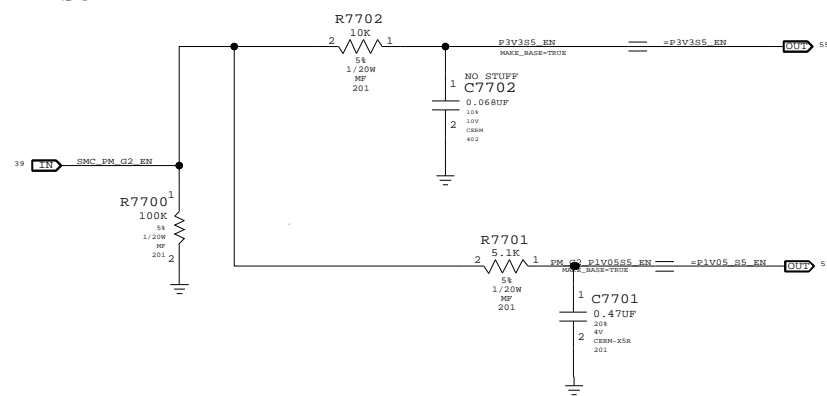 R7702
10K
2 1
5%
1/20W
MF
201
P3V3S5_EN
MAKE_BASE=TRUE
=P3V3S5_EN
OUT
NO STUFF
1
C7702
0.068UF
10%
10V
CERM
402
2
39 IN SMC_PM_G2_EN
R7700
1
100K
5%
1/20W
MF
201
2
R7701
5.1K
2 1
5%
1/20W
MF
201
PM_G2_P1V05S5_EN
MAKE_BASE=TRUE
=P1V05_S5_EN
OUT
1
C7701
0.47UF
20%
4V
CERM-X5R
201
2